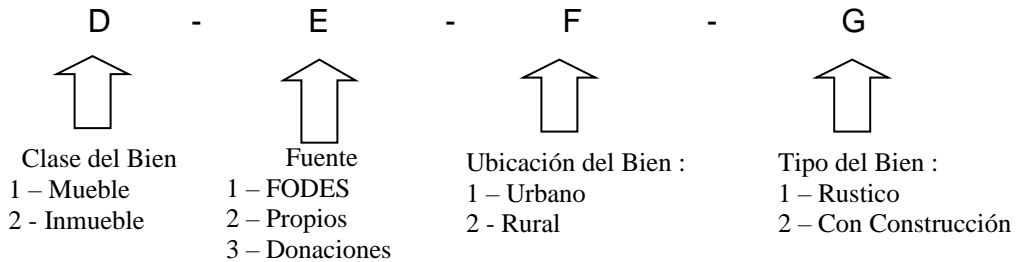 D - E - F - G
Clase del Bien
1 – Mueble
2 - Inmueble
Fuente
1 – FODES
2 – Propios
3 – Donaciones
Ubicación del Bien :
1 – Urbano
2 - Rural
Tipo del Bien :
1 – Rustico
2 – Con Construcción